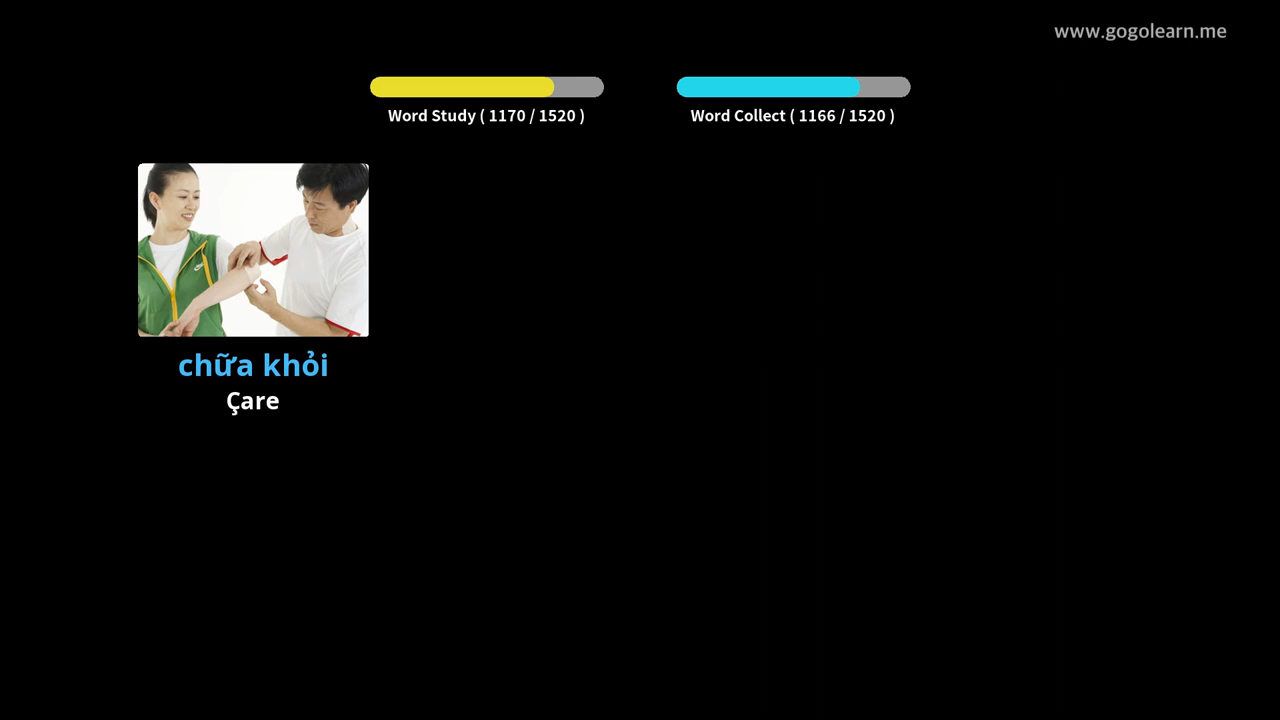 www.gogolearn.me
Word Study ( 1170 / 1520 )
Word Collect ( 1166 / 1520 )
chữa khỏi
Çare